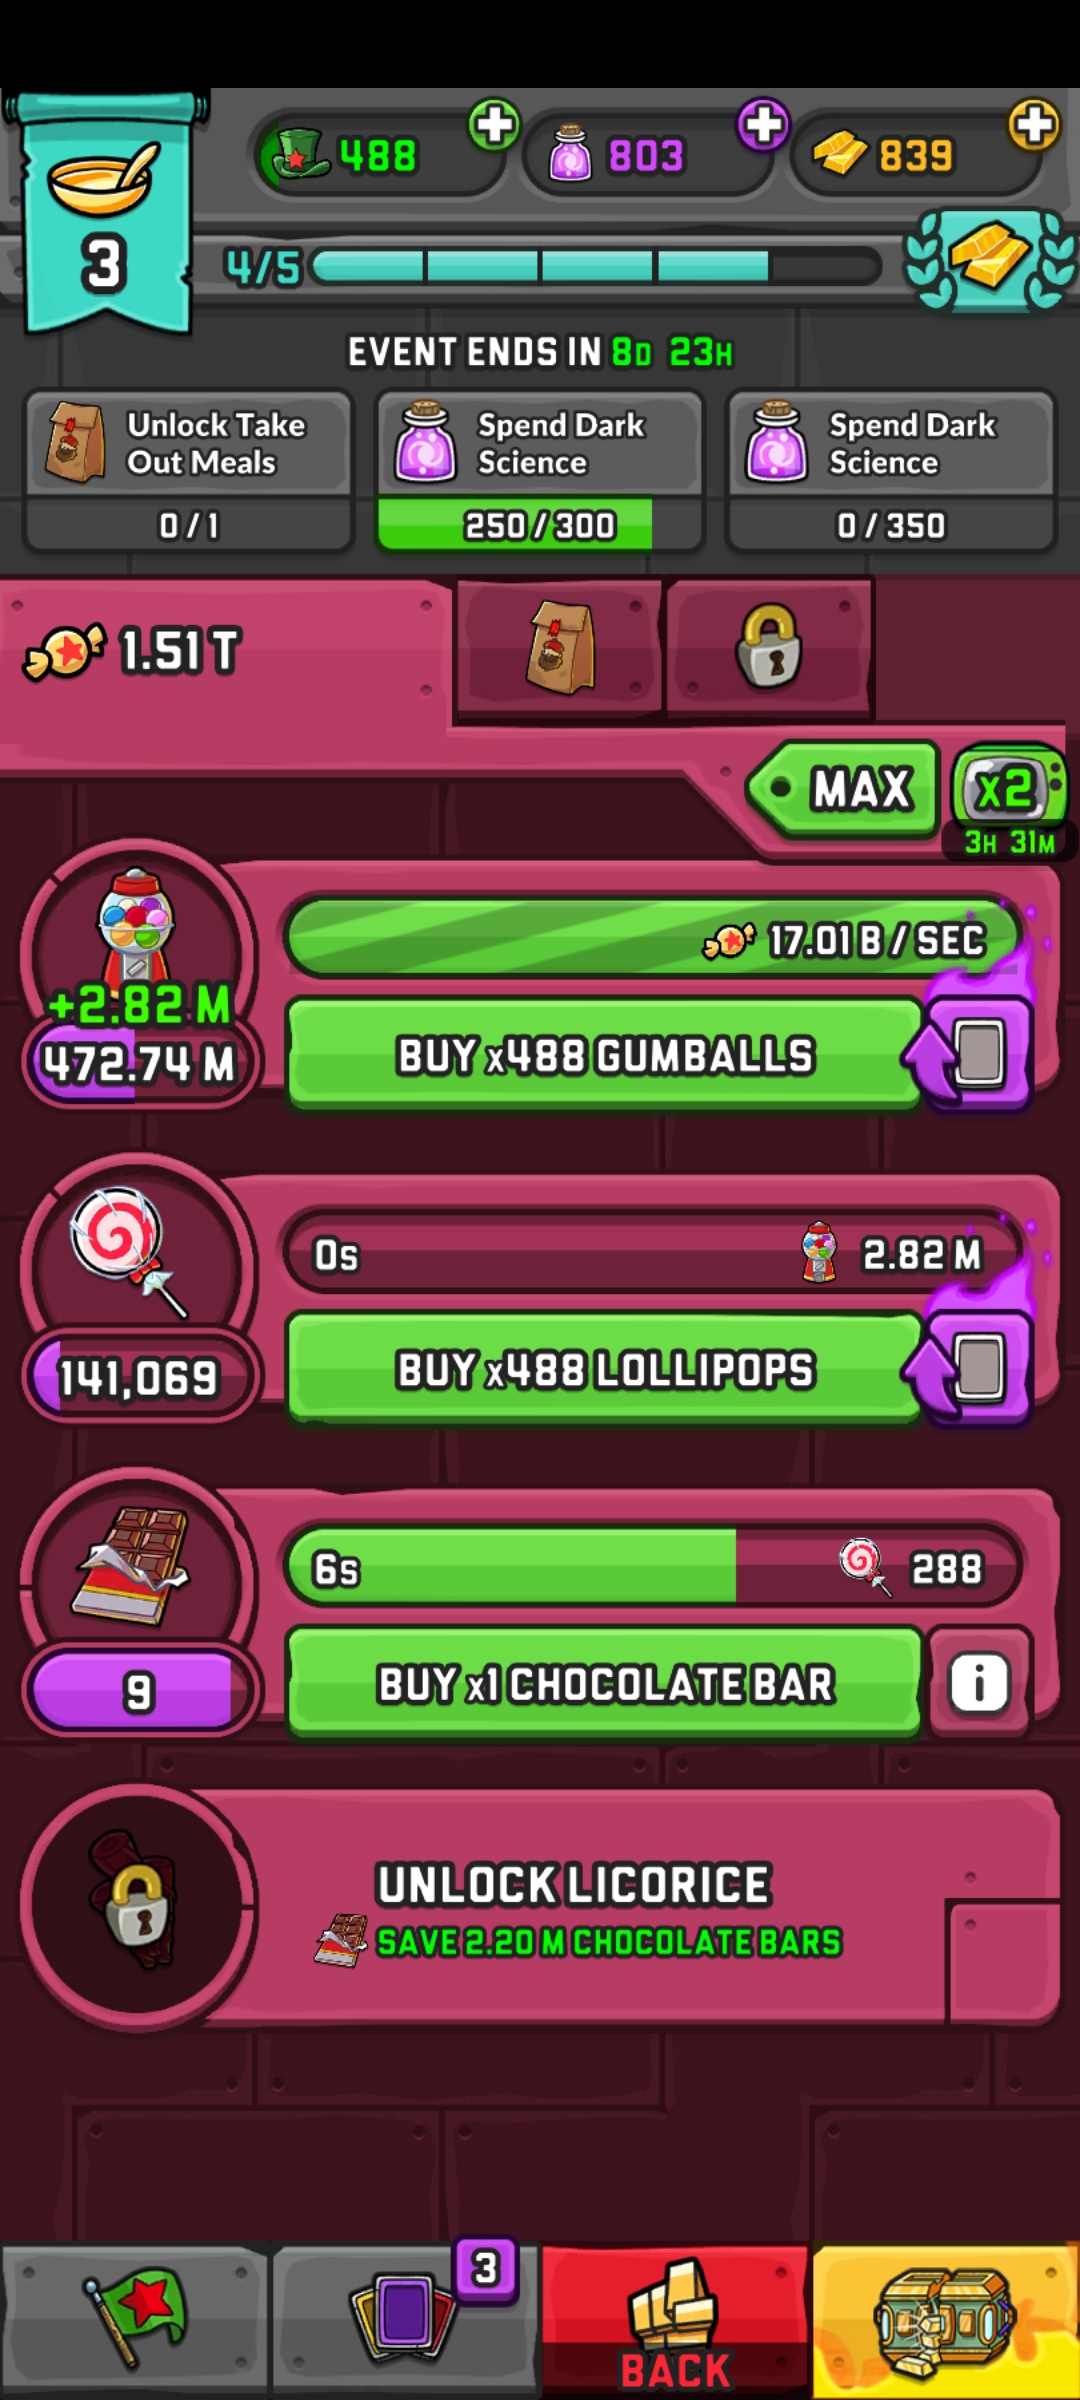 488
803
839
3
4/5
EVENT ENDS IN 8D 23H
Unlock Take
Out Meals
0 / 1
Spend Dark
Science
250 / 300
Spend Dark
Science
0 / 350
1.51 T
MAX
x2
3H 31M
17.01 B / SEC
+2.82 M
472.74 M
BUY x488 GUMBALLS
0s
2.82 M
141,069
BUY x488 LOLLIPOPS
6s
288
9
BUY x1 CHOCOLATE BAR
i
UNLOCK LICORICE
SAVE 2.20 M CHOCOLATE BARS
3
BACK